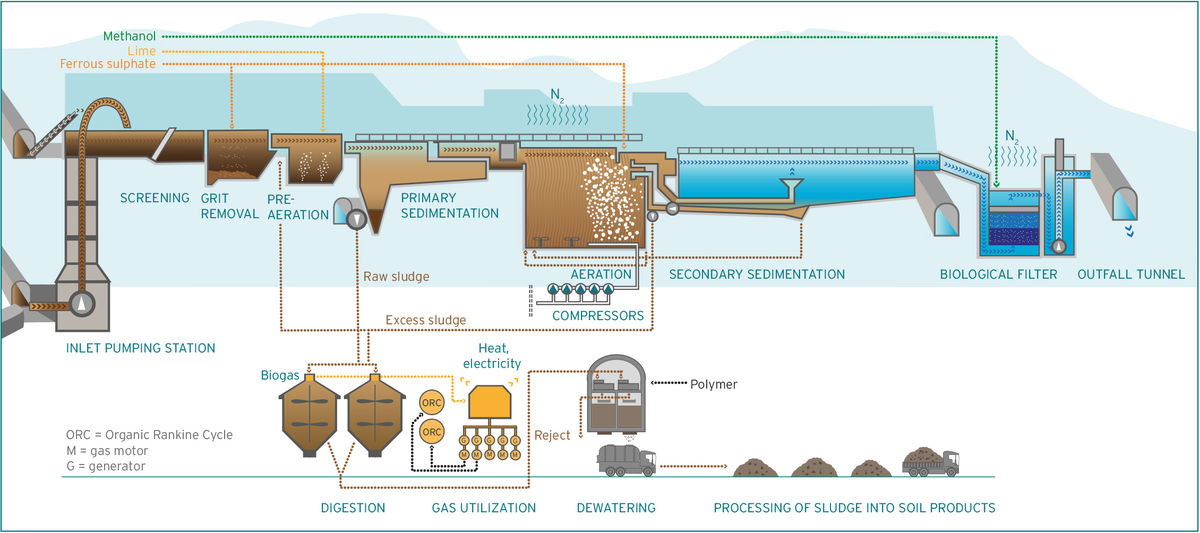 Methanol
Lime
Ferrous sulphate
N2
N2
SCREENING
GRIT
REMOVAL
PRE-
AERATION
PRIMARY
SEDIMENTATION
AERATION
SECONDARY SEDIMENTATION
BIOLOGICAL FILTER
OUTFALL TUNNEL
Raw sludge
COMPRESSORS
Excess sludge
INLET PUMPING STATION
Heat,
electricity
Biogas
Polymer
ORC
ORC
G G G G G
M M M M M
Reject
ORC = Organic Rankine Cycle
M = gas motor
G = generator
DIGESTION
GAS UTILIZATION
DEWATERING
PROCESSING OF SLUDGE INTO SOIL PRODUCTS